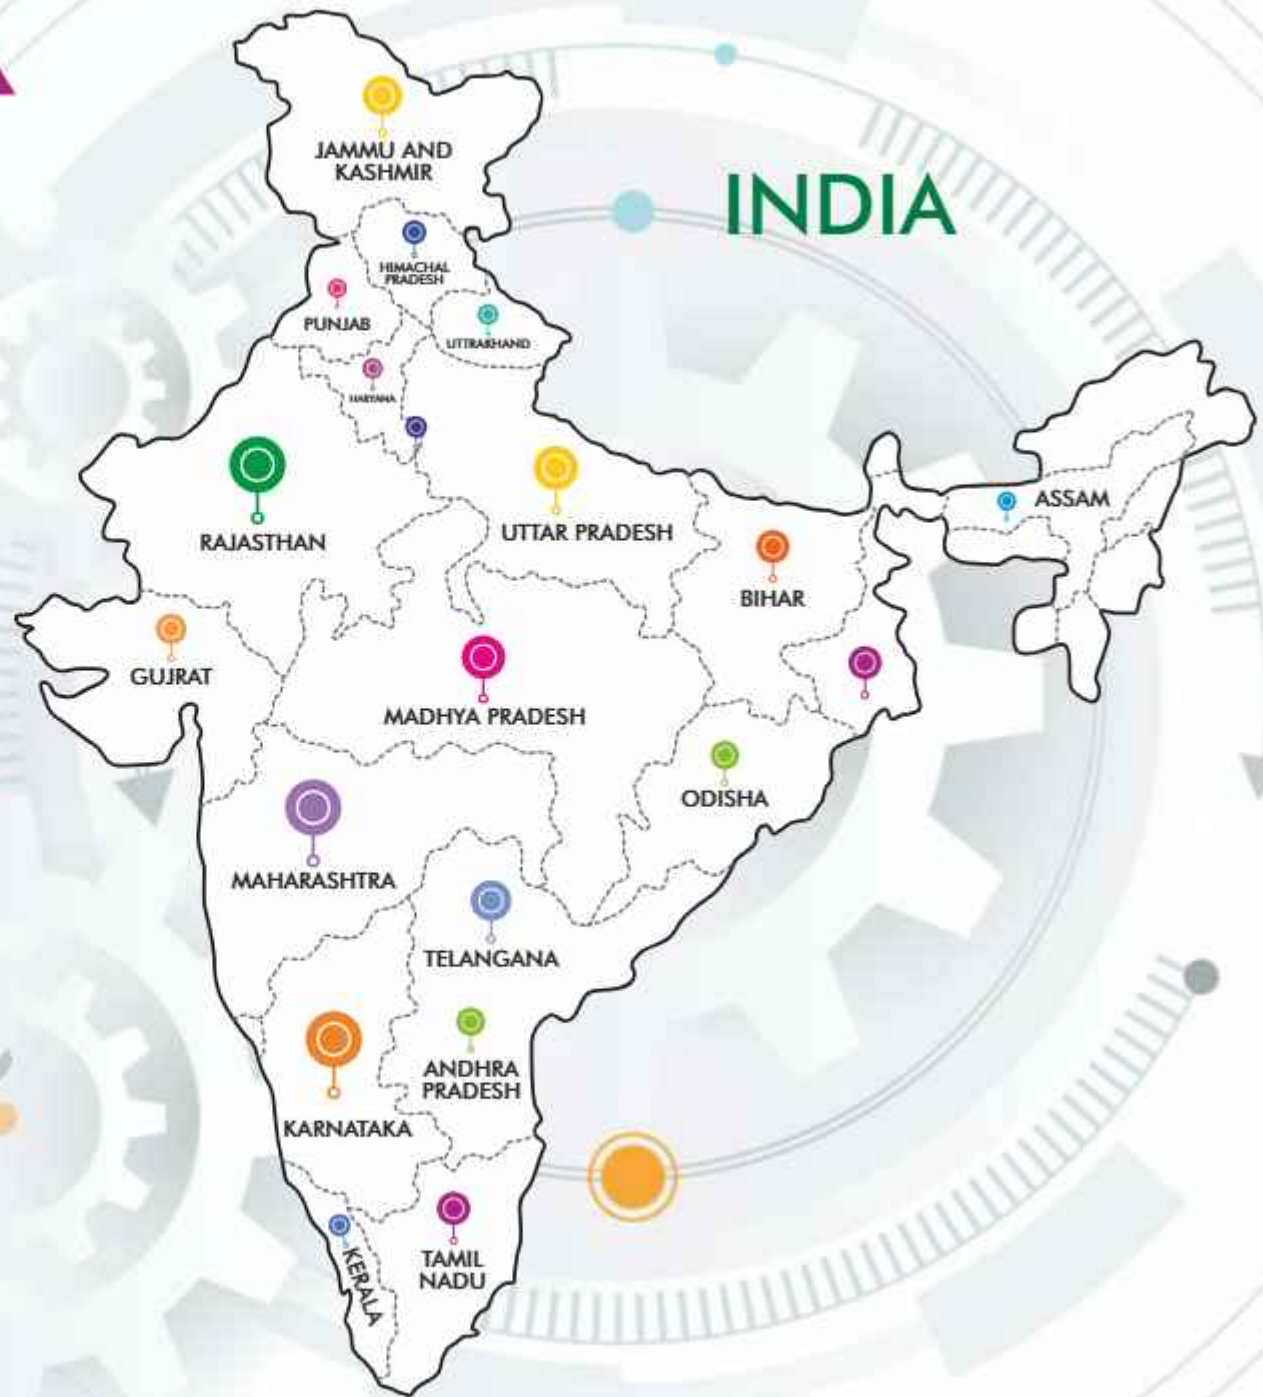 INDIA
JAMMU AND
KASHMIR
HIMACHAL
PRADESH
PUNJAB
UTTRAKHAND
HARYANA
RAJASTHAN
UTTAR PRADESH
ASSAM
BIHAR
GUJRAT
MADHYA PRADESH
ODISHA
MAHARASHTRA
TELANGANA
ANDHRA
PRADESH
KARNATAKA
TAMIL
NADU
KERALA